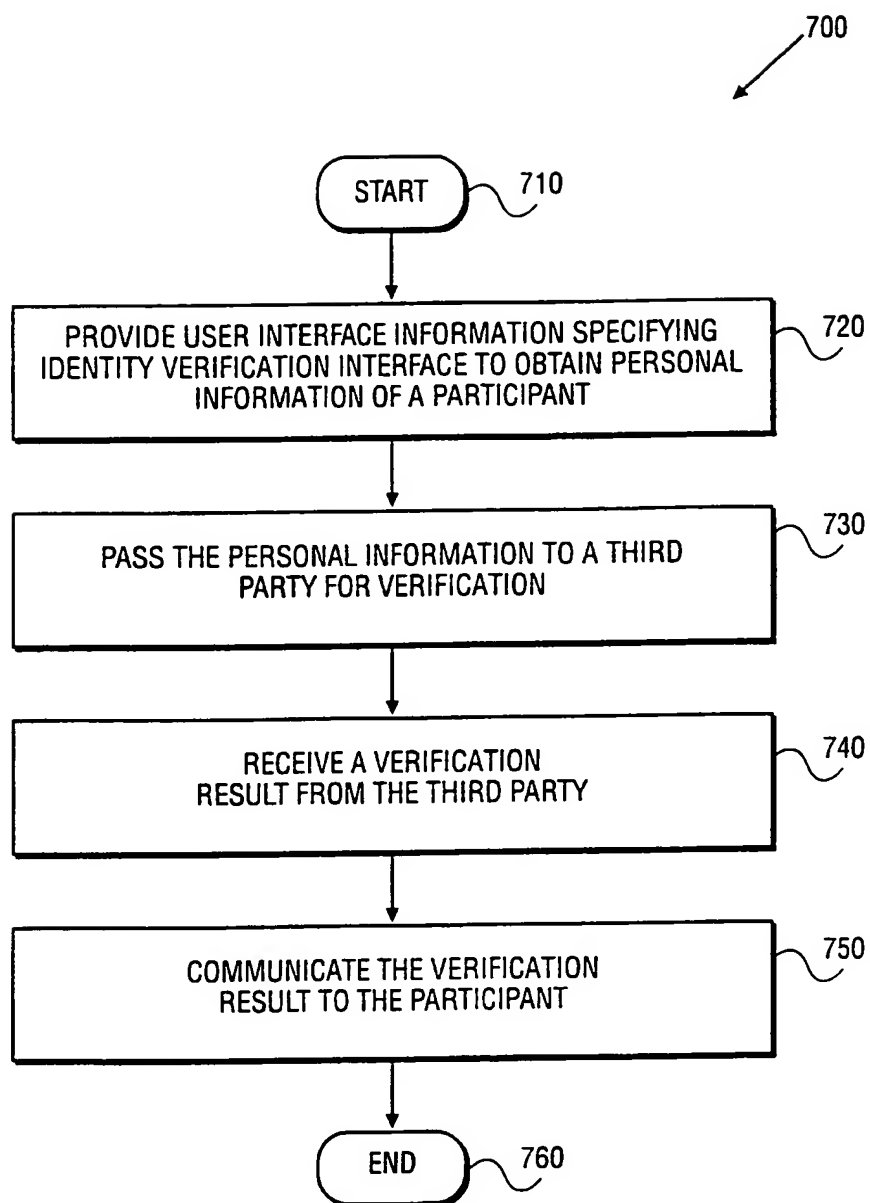 700
START
710
PROVIDE USER INTERFACE INFORMATION SPECIFYING
IDENTITY VERIFICATION INTERFACE TO OBTAIN PERSONAL
INFORMATION OF A PARTICIPANT
720
PASS THE PERSONAL INFORMATION TO A THIRD
PARTY FOR VERIFICATION
730
RECEIVE A VERIFICATION
RESULT FROM THE THIRD PARTY
740
COMMUNICATE THE VERIFICATION
RESULT TO THE PARTICIPANT
750
END
760